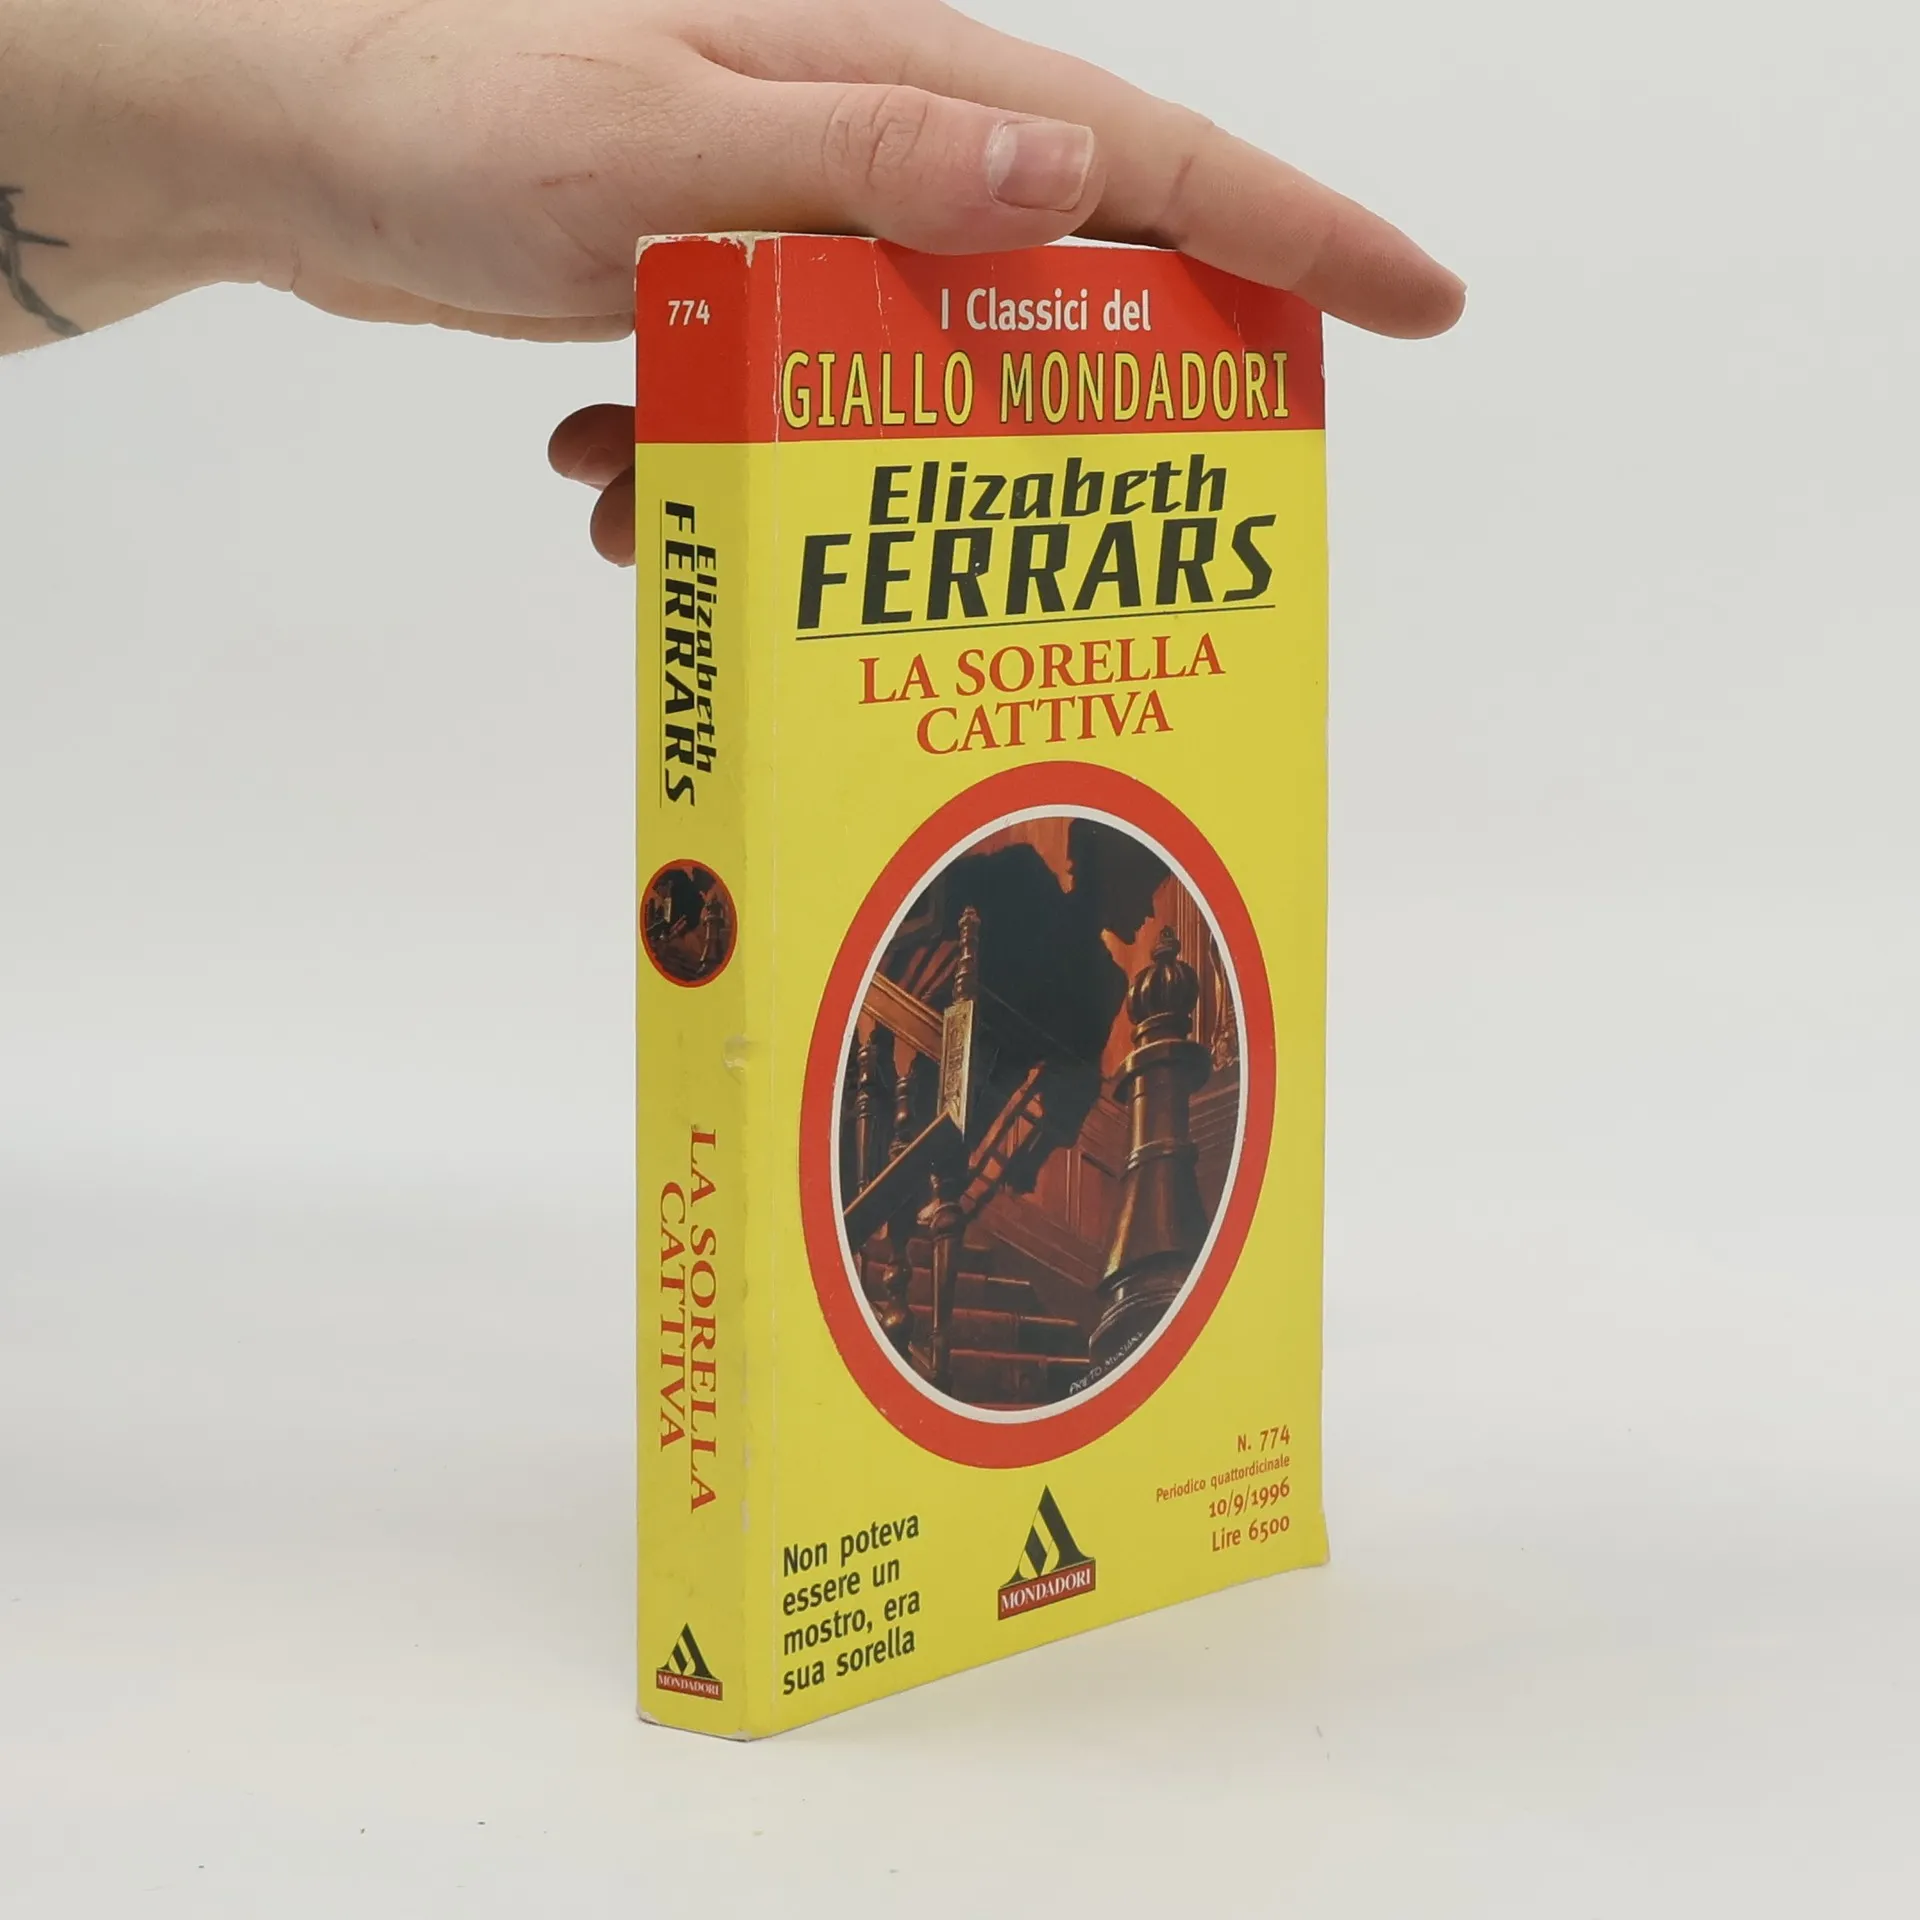 774
Elizabeth
FERRARS
LA SORELLA
CATTIVA
MONDADORI
I Classici del
GIALLO MONDADORI
Elizabeth
FERRARS
LA SORELLA
CATTIVA
N. 774
Periodico quattordicinale
10/9/1996
Lire 6500
Non poteva
essere un
mostro, era
sua sorella
MONDADORI